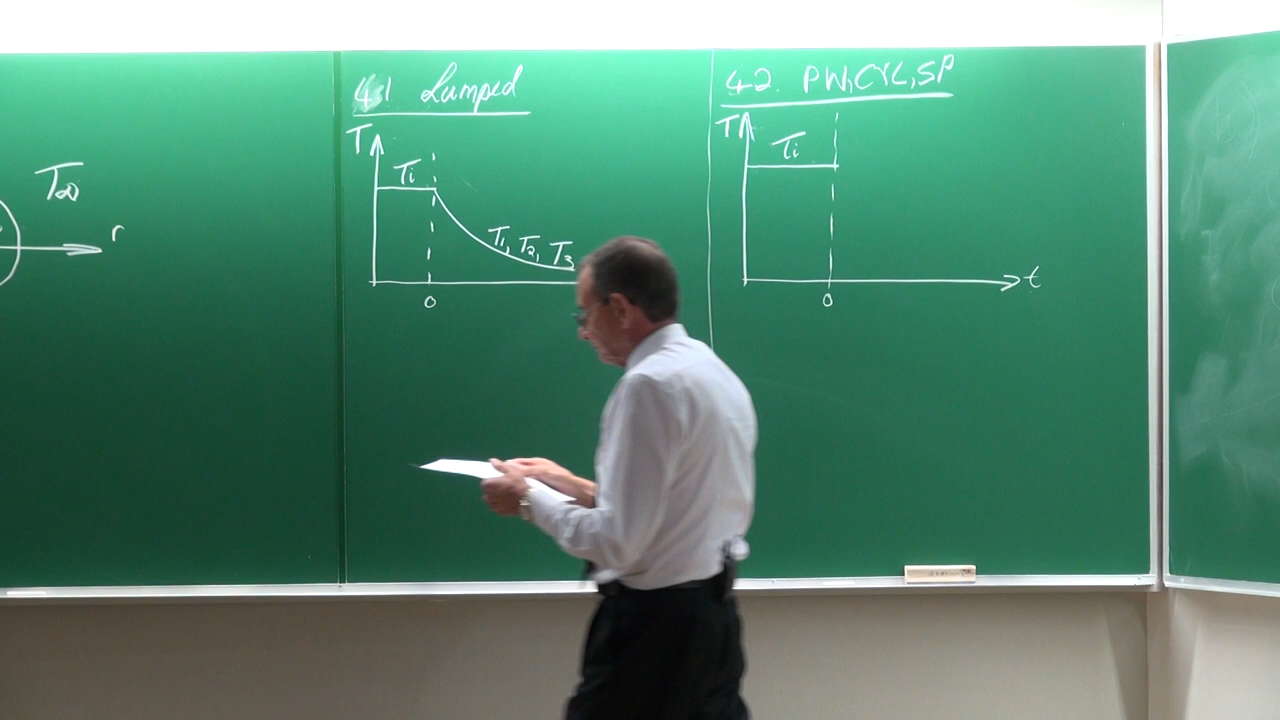 T∞
r
4.1 Lumped
T
Ti
T1, T2, T3
0
4.2. PW, CYL, SP
T
Ti
t
0